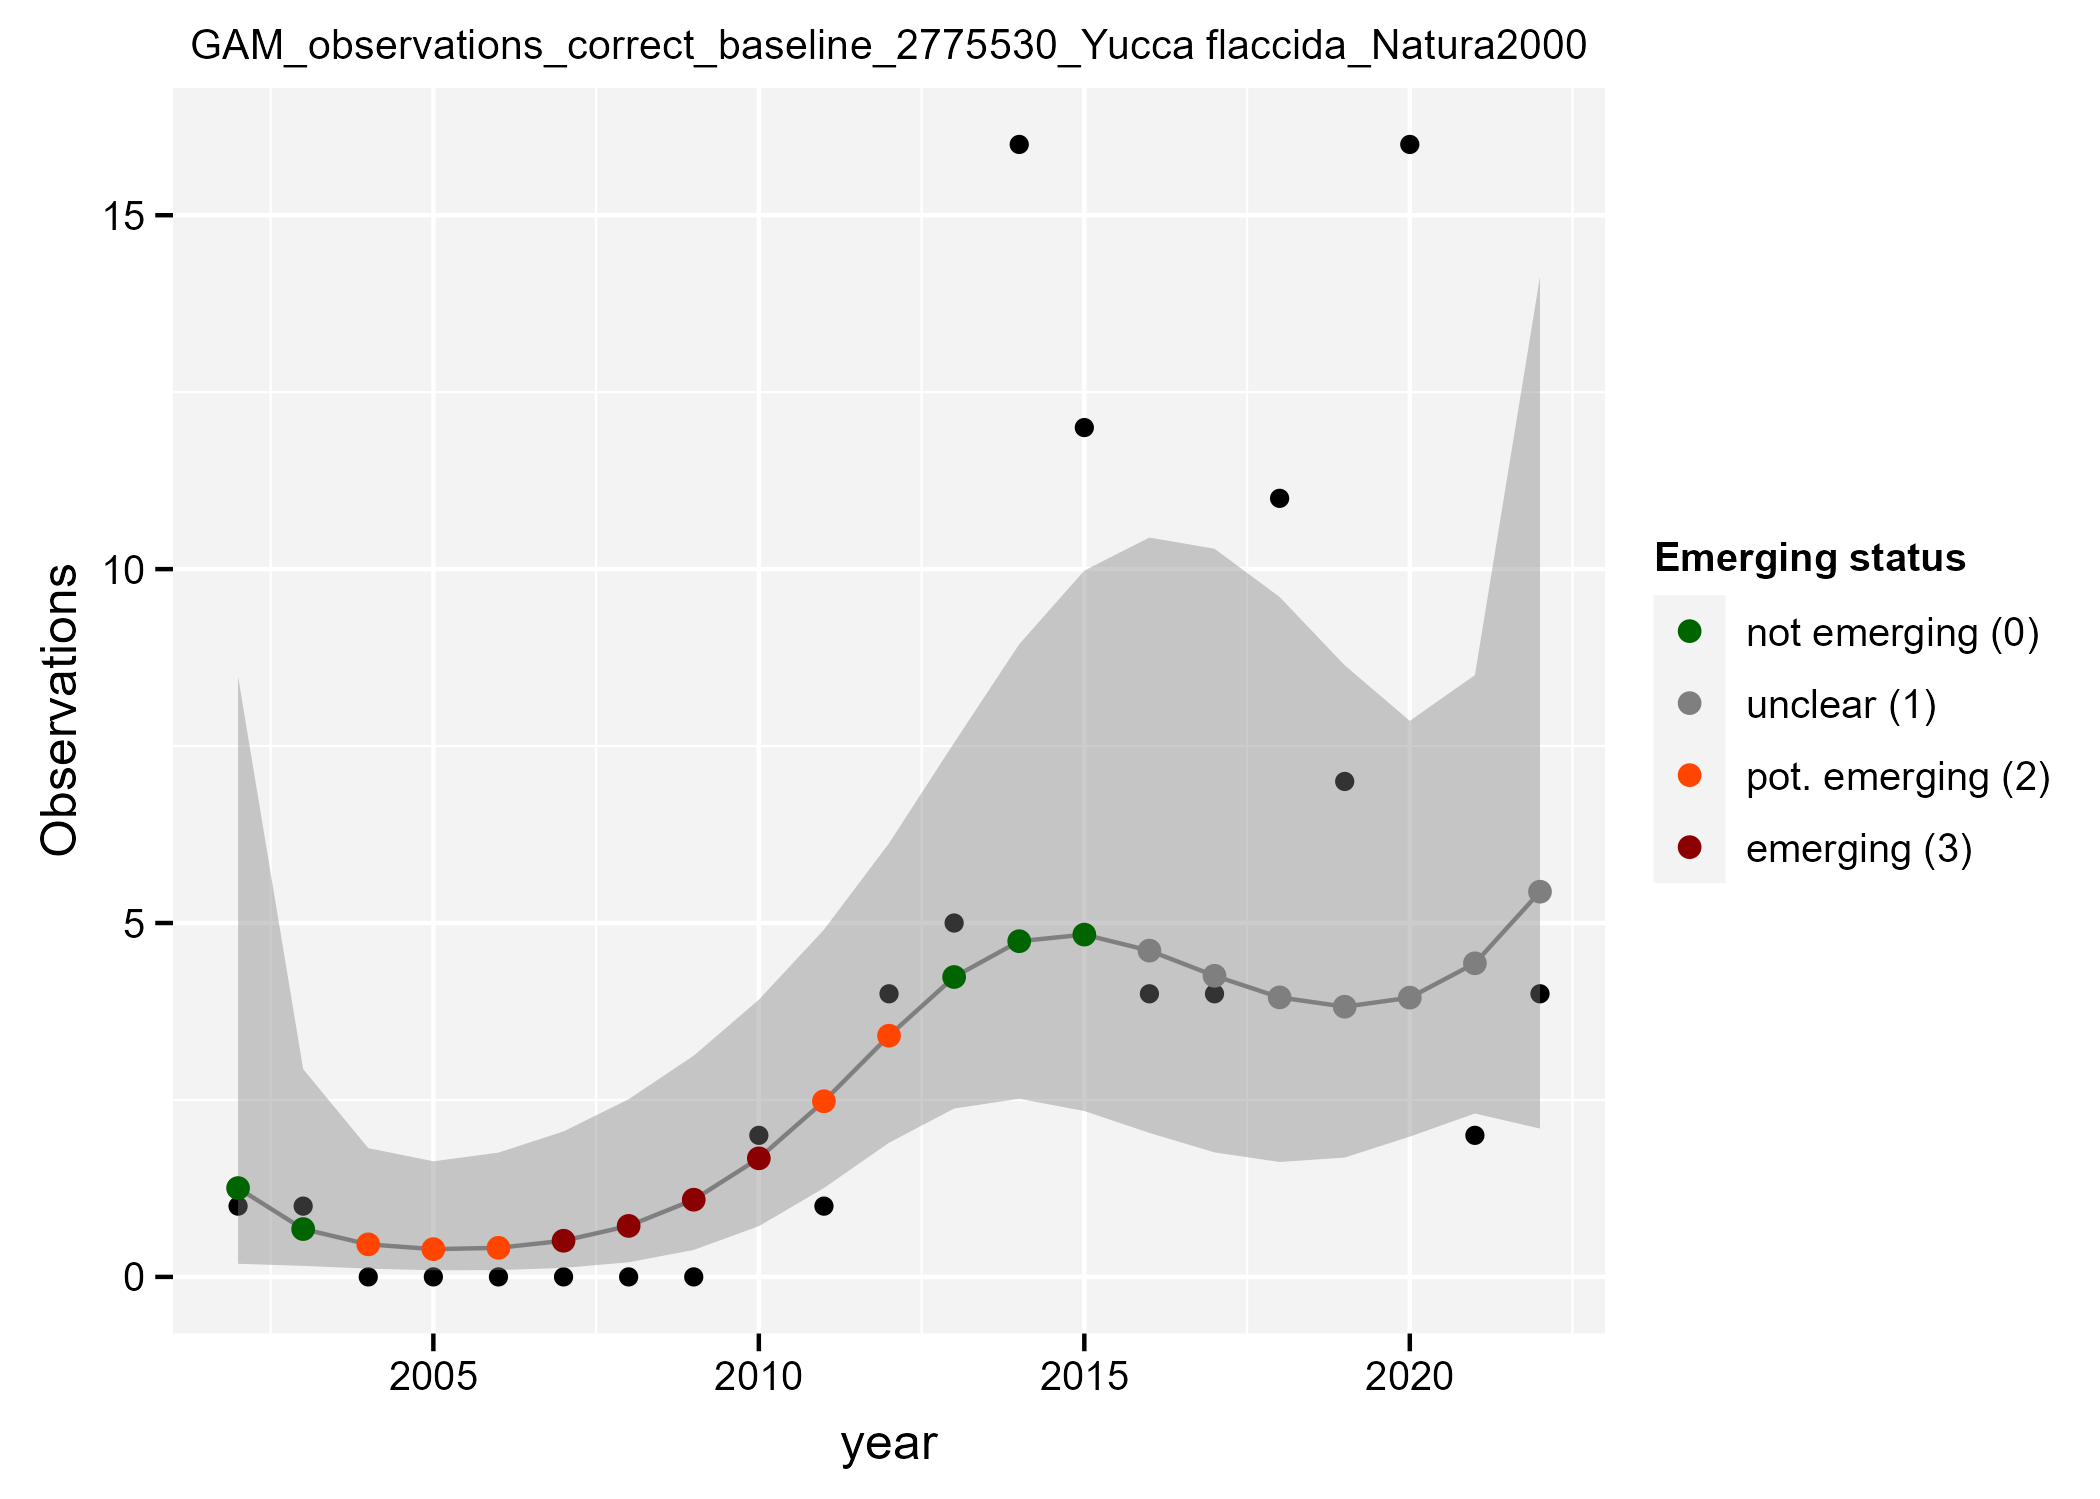 GAM_observations_correct_baseline_2775530_Yucca flaccida_Natura2000
Observations
15
10
5
0
2005
2010
2015
2020
year
Emerging status
not emerging (0)
unclear (1)
pot. emerging (2)
emerging (3)